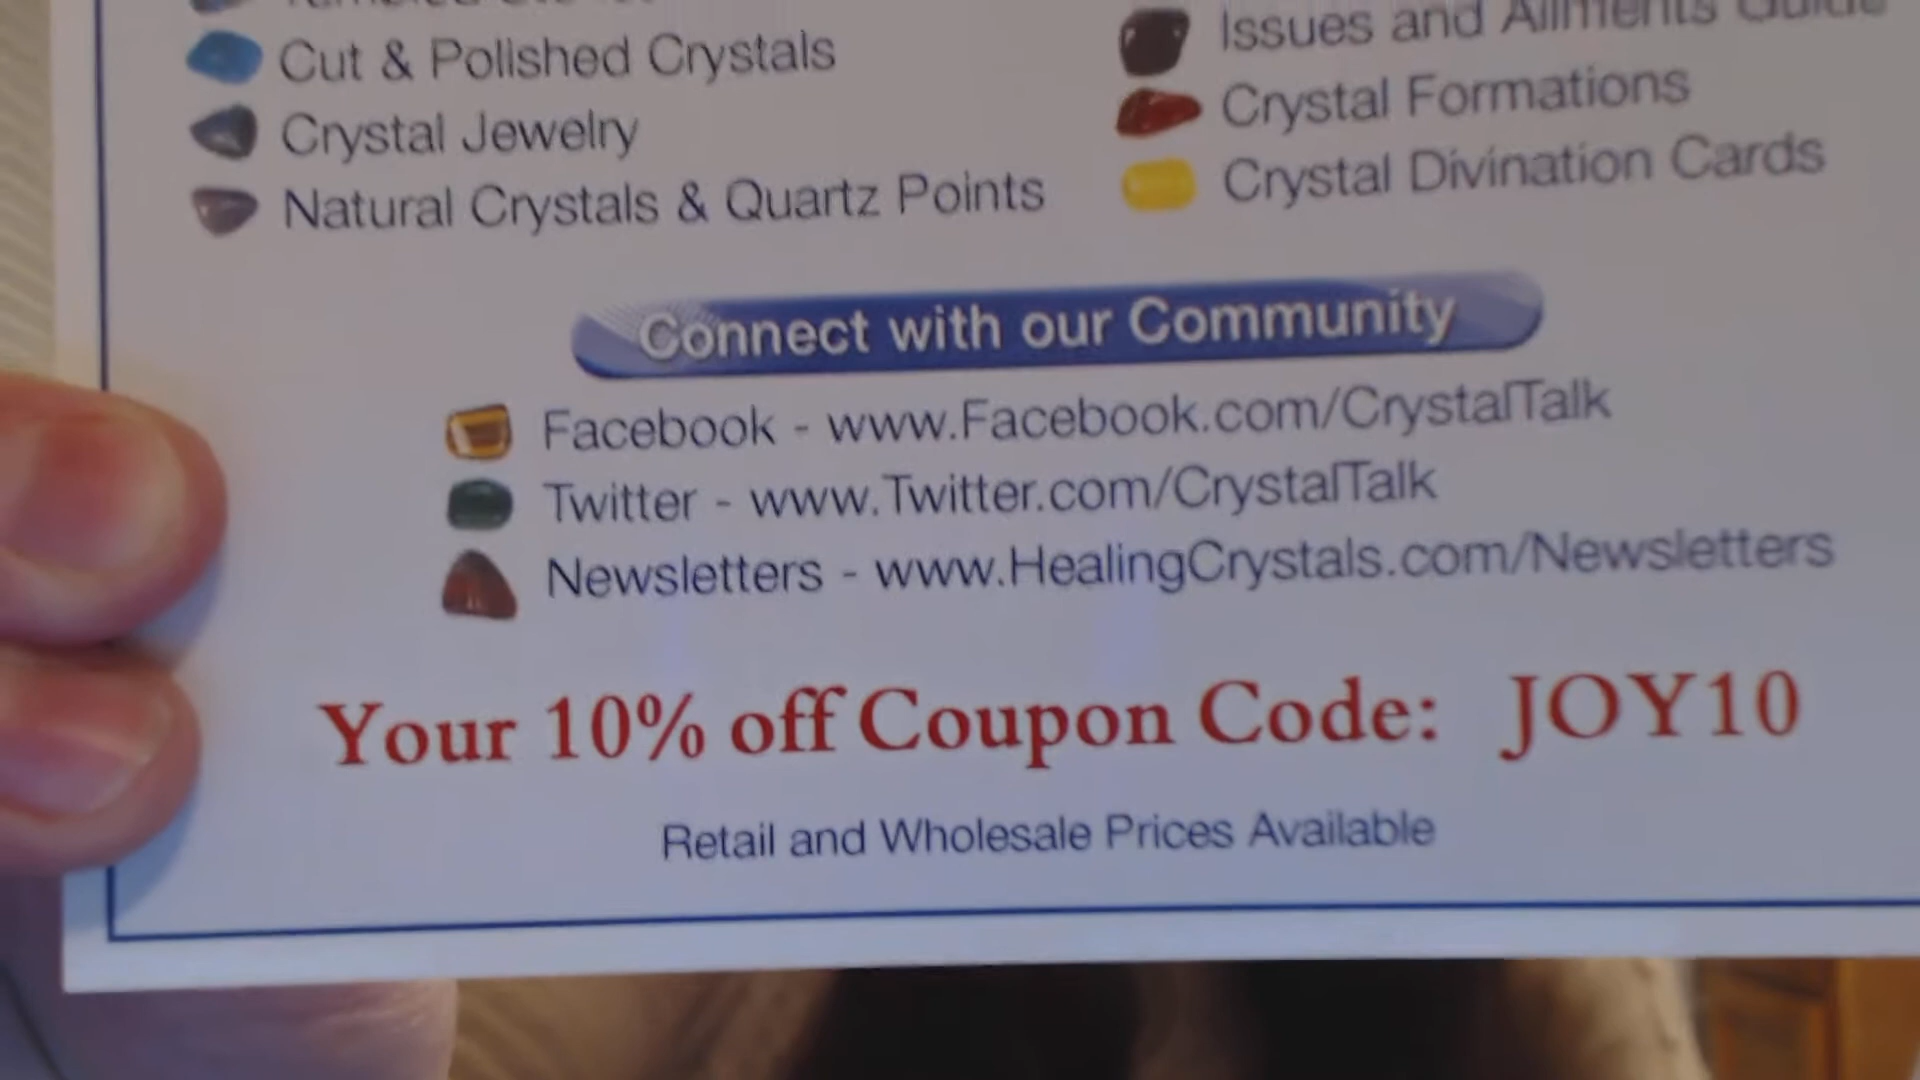 Cut & Polished Crystals
Crystal Jewelry
Natural Crystals & Quartz Points
Issues and Ailments Guide
Crystal Formations
Crystal Divination Cards
Connect with our Community
Facebook - www.Facebook.com/CrystalTalk
Twitter - www.Twitter.com/CrystalTalk
Newsletters - www.HealingCrystals.com/Newsletters
Your 10% off Coupon Code: JOY10
Retail and Wholesale Prices Available